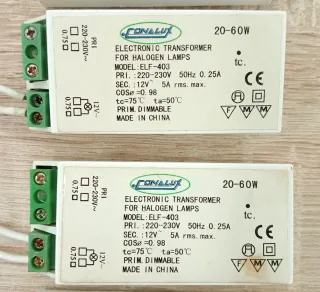 CONALUX
20-60W
PRI
220-230V~
0.75
ELECTRONIC TRANSFORMER
FOR HALOGEN LAMPS
MODEL:ELF-403
PRI.:220-230V 50Hz 0.25A
SEC.:12V~ 5A rms.max.
COSø=0.98
tc=75℃ ta=50℃
PRIM.DIMMABLE
MADE IN CHINA
tc.
CE
F M M
12V~
0.75
CONALUX
20-60W
PRI
220-230V~
0.75
ELECTRONIC TRANSFORMER
FOR HALOGEN LAMPS
MODEL:ELF-403
PRI.:220-230V 50Hz 0.25A
SEC.:12V~ 5A rms.max.
COSø=0.98
tc=75℃ ta=50℃
PRIM.DIMMABLE
MADE IN CHINA
tc.
CE
F M M
12V~
0.75